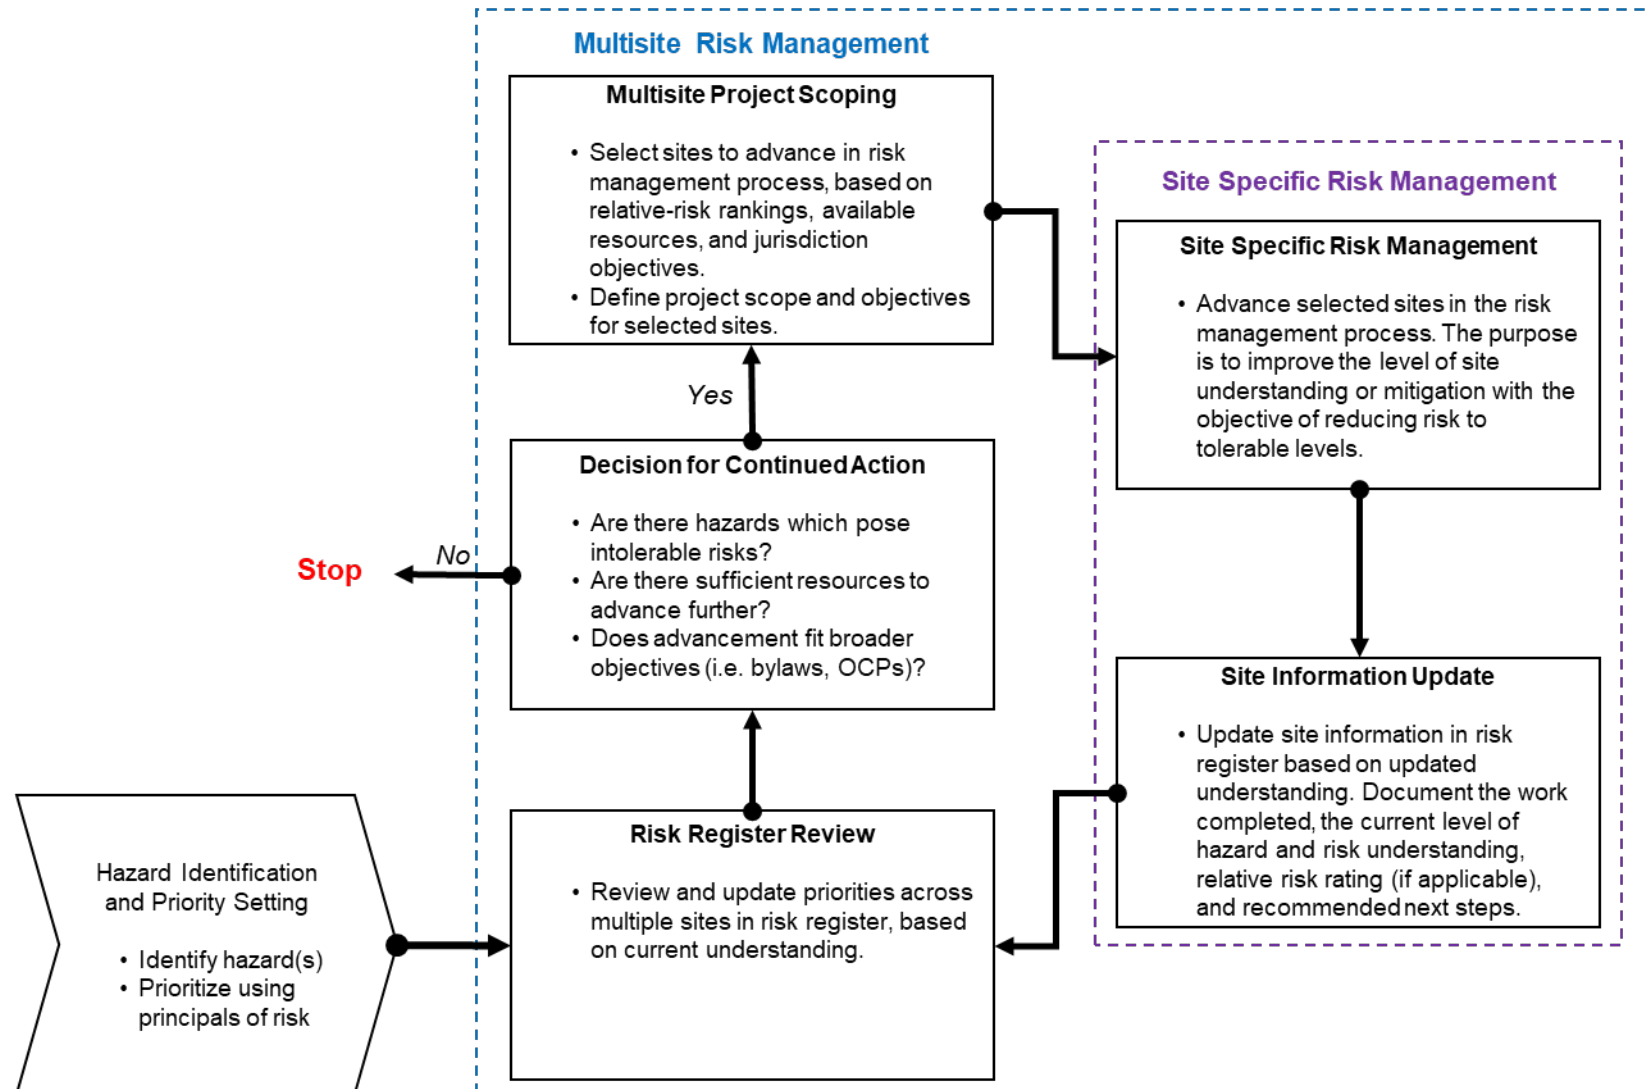 Multisite Risk Management
Multisite Project Scoping
• Select sites to advance in risk
management process, based on
relative-risk rankings, available
resources, and jurisdiction
objectives.
• Define project scope and objectives
for selected sites.
Site Specific Risk Management
Site Specific Risk Management
• Advance selected sites in the risk
management process. The purpose
is to improve the level of site
understanding or mitigation with the
objective of reducing risk to
tolerable levels.
Yes
Decision for Continued Action
• Are there hazards which pose
intolerable risks?
• Are there sufficient resources to
advance further?
• Does advancement fit broader
objectives (i.e. bylaws, OCPs)?
No
Stop
Site Information Update
• Update site information in risk
register based on updated
understanding. Document the work
completed, the current level of
hazard and risk understanding,
relative risk rating (if applicable),
and recommended next steps.
Risk Register Review
• Review and update priorities across
multiple sites in risk register, based
on current understanding.
Hazard Identification
and Priority Setting
• Identify hazard(s)
• Prioritize using
principals of risk